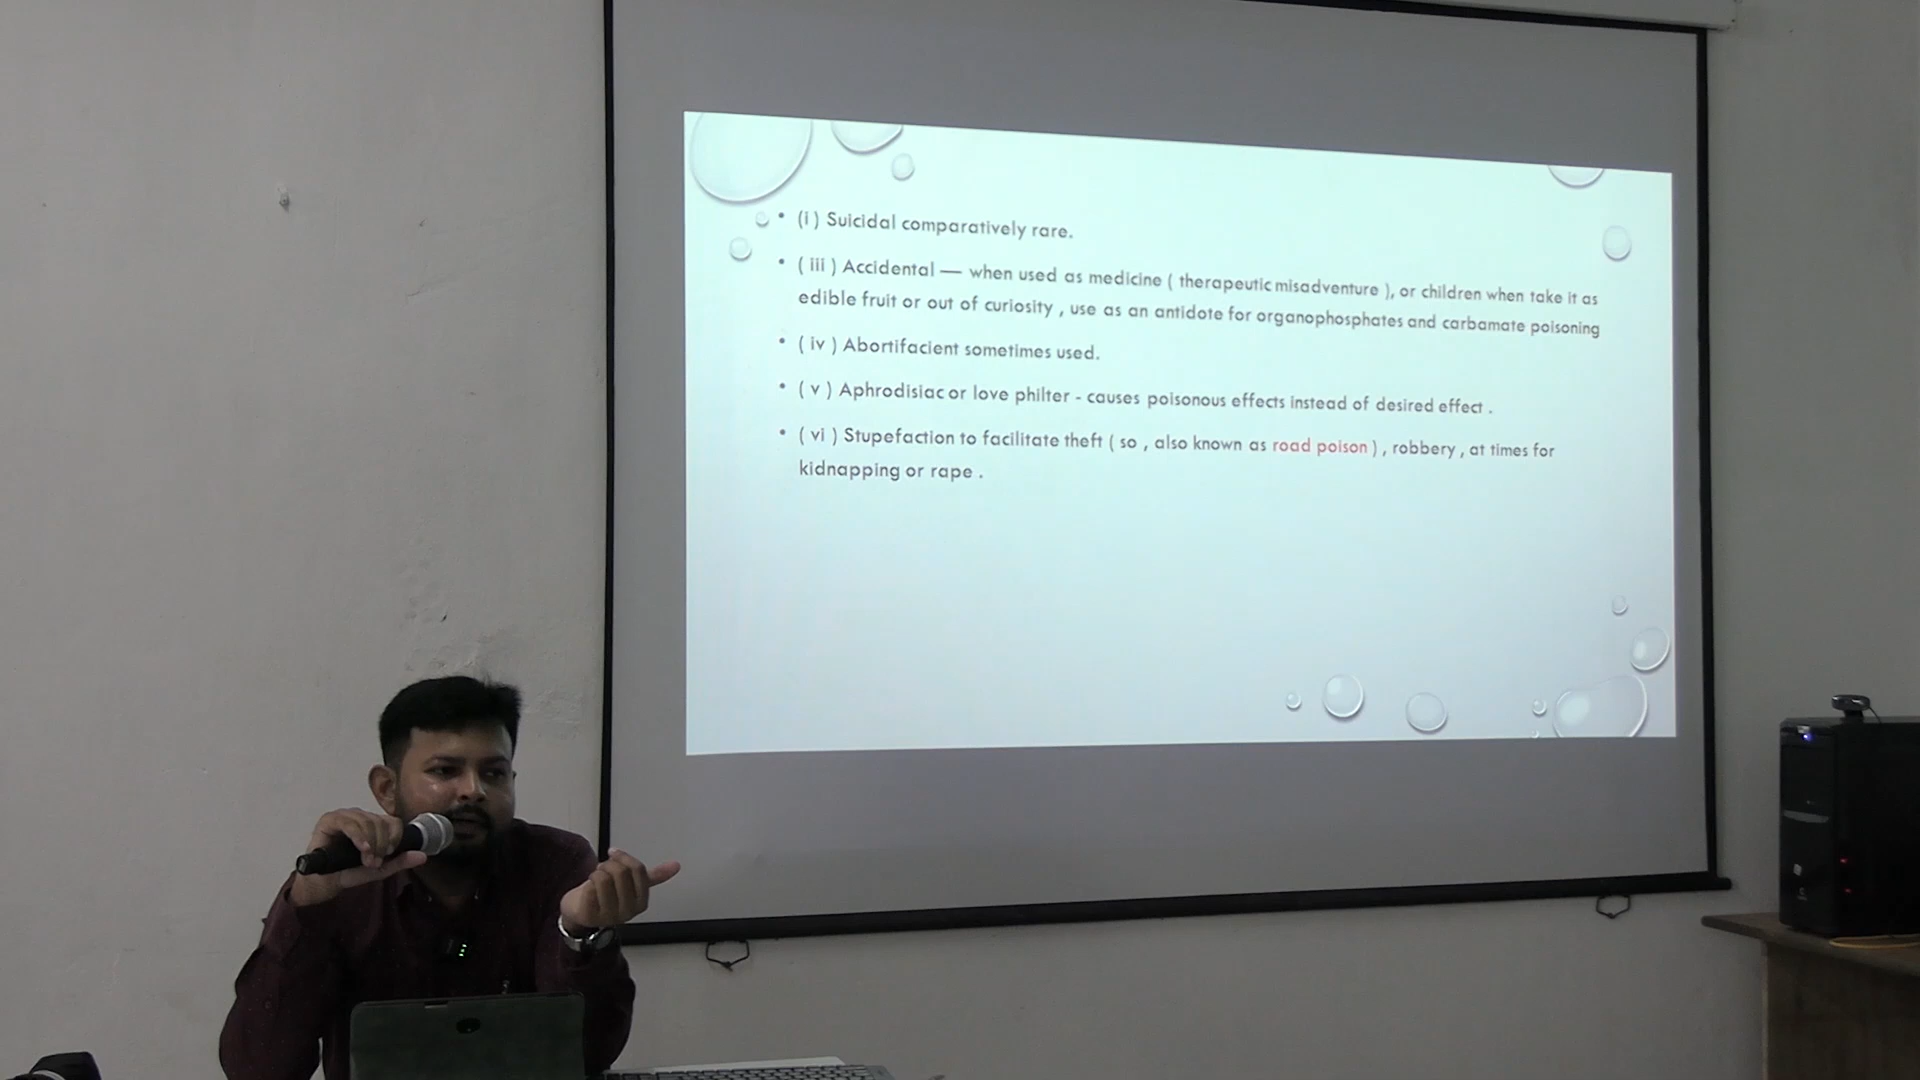 • (i) Suicidal comparatively rare.
• ( iii ) Accidental — when used as medicine ( therapeutic misadventure ), or children when take it as
edible fruit or out of curiosity , use as an antidote for organophosphates and carbamate poisoning
• ( iv ) Abortifacient sometimes used.
• ( v ) Aphrodisiac or love philter - causes poisonous effects instead of desired effect .
• ( vi ) Stupefaction to facilitate theft ( so , also known as road poison ) , robbery , at times for
kidnapping or rape .